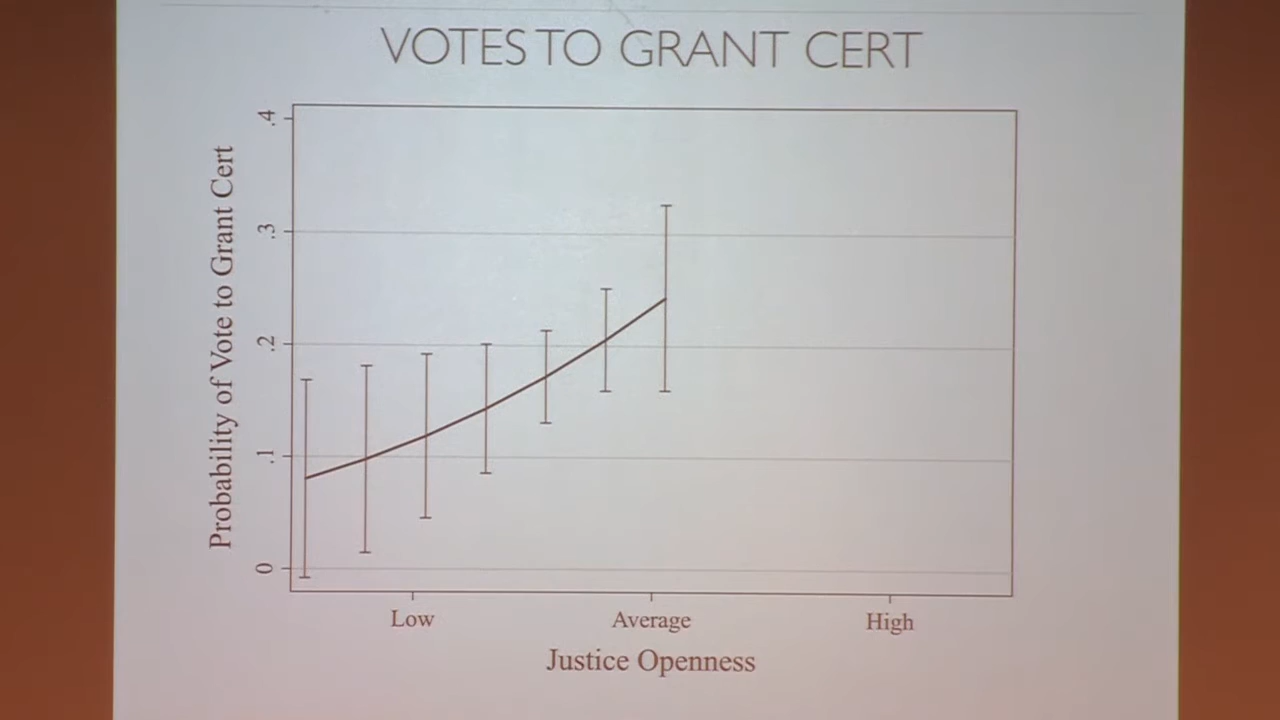 VOTES TO GRANT CERT
Probability of Vote to Grant Cert
.4
.3
.2
.1
0
Low Average High
Justice Openness